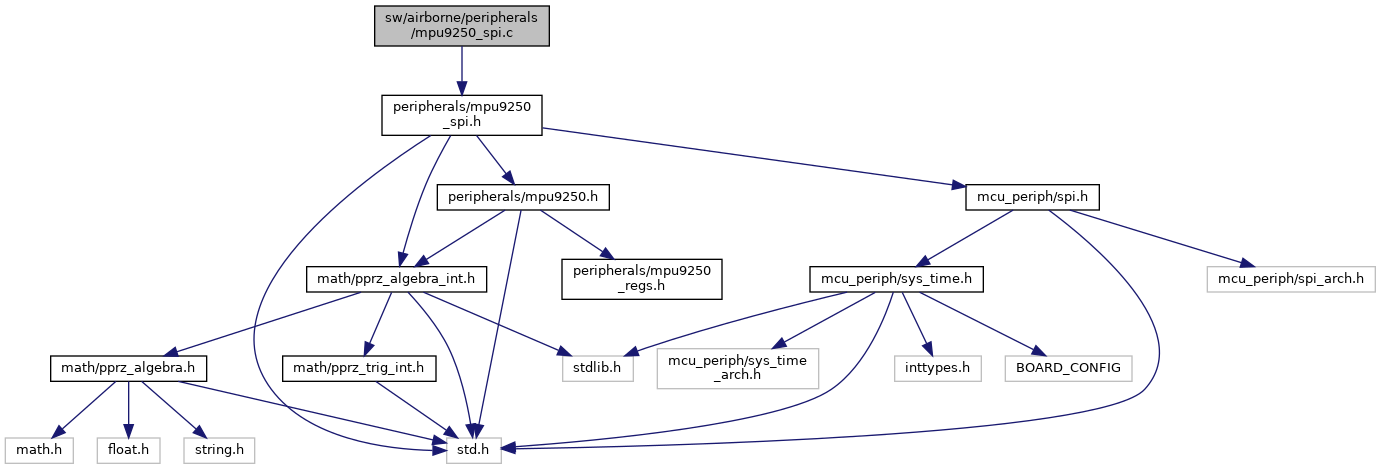 sw/airborne/peripherals
/mpu9250_spi.c
peripherals/mpu9250
_spi.h
peripherals/mpu9250.h
mcu_periph/spi.h
math/pprz_algebra_int.h
peripherals/mpu9250
_regs.h
mcu_periph/sys_time.h
mcu_periph/spi_arch.h
math/pprz_algebra.h
math/pprz_trig_int.h
stdlib.h
mcu_periph/sys_time
_arch.h
inttypes.h
BOARD_CONFIG
math.h
float.h
string.h
std.h